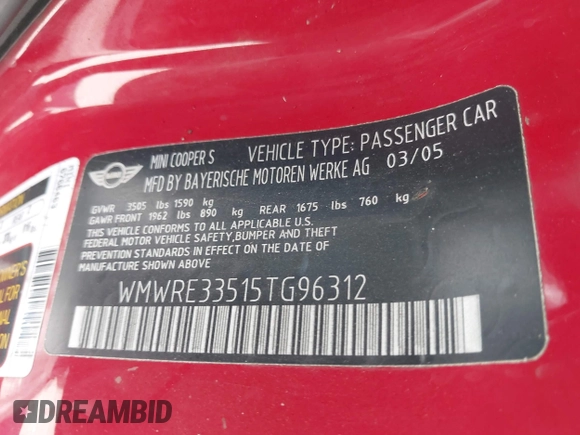 MINI COOPER S VEHICLE TYPE: PASSENGER CAR
MFD BY BAYERISCHE MOTOREN WERKE AG 03/05
GVWR 3505 lbs 1590 kg
GAWR FRONT 1962 lbs 890 kg REAR 1675 lbs 760 kg
THIS VEHICLE CONFORMS TO ALL APPLICABLE U.S.
FEDERAL MOTOR VEHICLE SAFETY,BUMPER AND THEFT
PREVENTION STANDARDS IN EFFECT ON THE DATE OF
MANUFACTURE SHOWN ABOVE.
WMWRE33515TG96312
MINI
DREAMBID